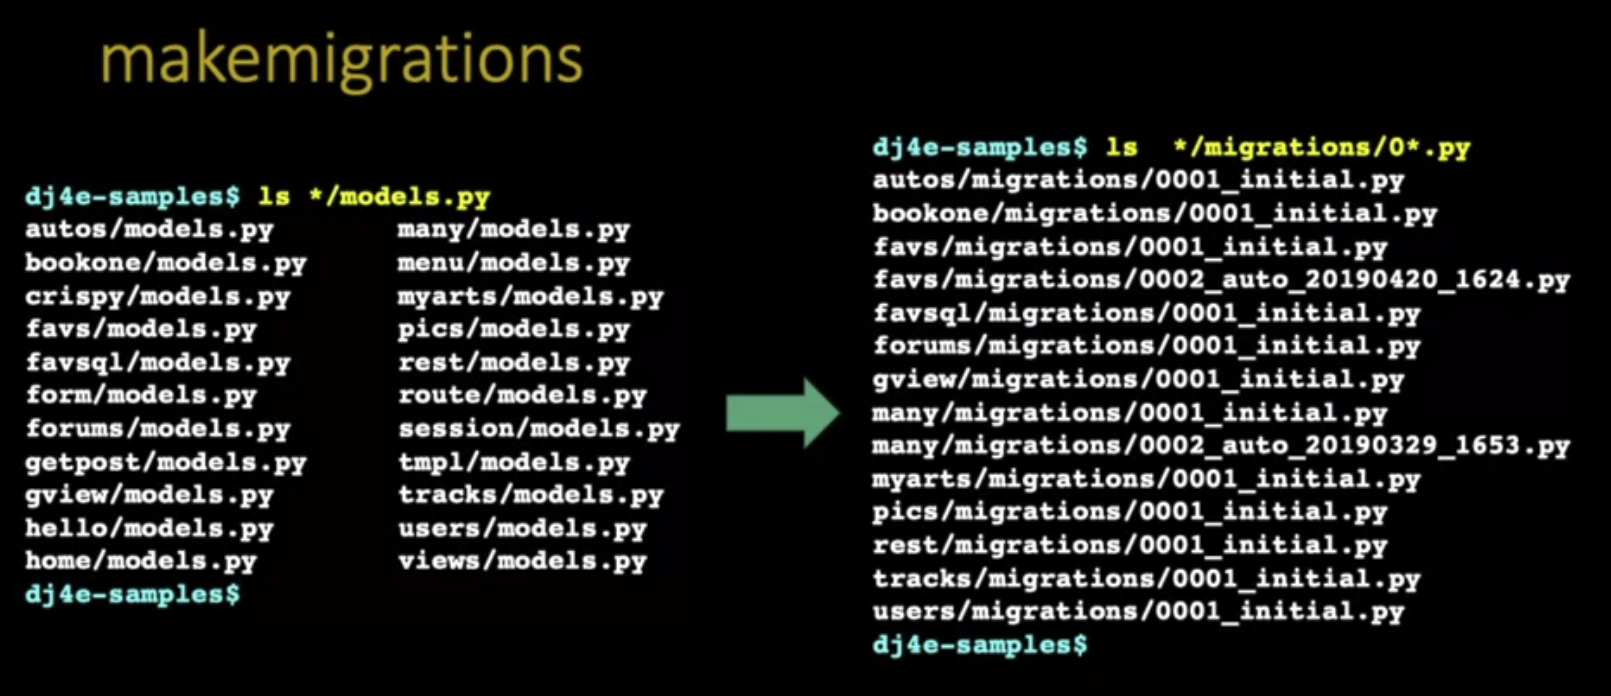 makemigrations
dj4e-samples$ ls */models.py
autos/models.py many/models.py
bookone/models.py menu/models.py
crispy/models.py myarts/models.py
favs/models.py pics/models.py
favsql/models.py rest/models.py
form/models.py route/models.py
forums/models.py session/models.py
getpost/models.py tmpl/models.py
gview/models.py tracks/models.py
hello/models.py users/models.py
home/models.py views/models.py
dj4e-samples$
dj4e-samples$ ls  */migrations/0*.py
autos/migrations/0001_initial.py
bookone/migrations/0001_initial.py
favs/migrations/0001_initial.py
favs/migrations/0002_auto_20190420_1624.py
favsql/migrations/0001_initial.py
forums/migrations/0001_initial.py
gview/migrations/0001_initial.py
many/migrations/0001_initial.py
many/migrations/0002_auto_20190329_1653.py
myarts/migrations/0001_initial.py
pics/migrations/0001_initial.py
rest/migrations/0001_initial.py
tracks/migrations/0001_initial.py
users/migrations/0001_initial.py
dj4e-samples$